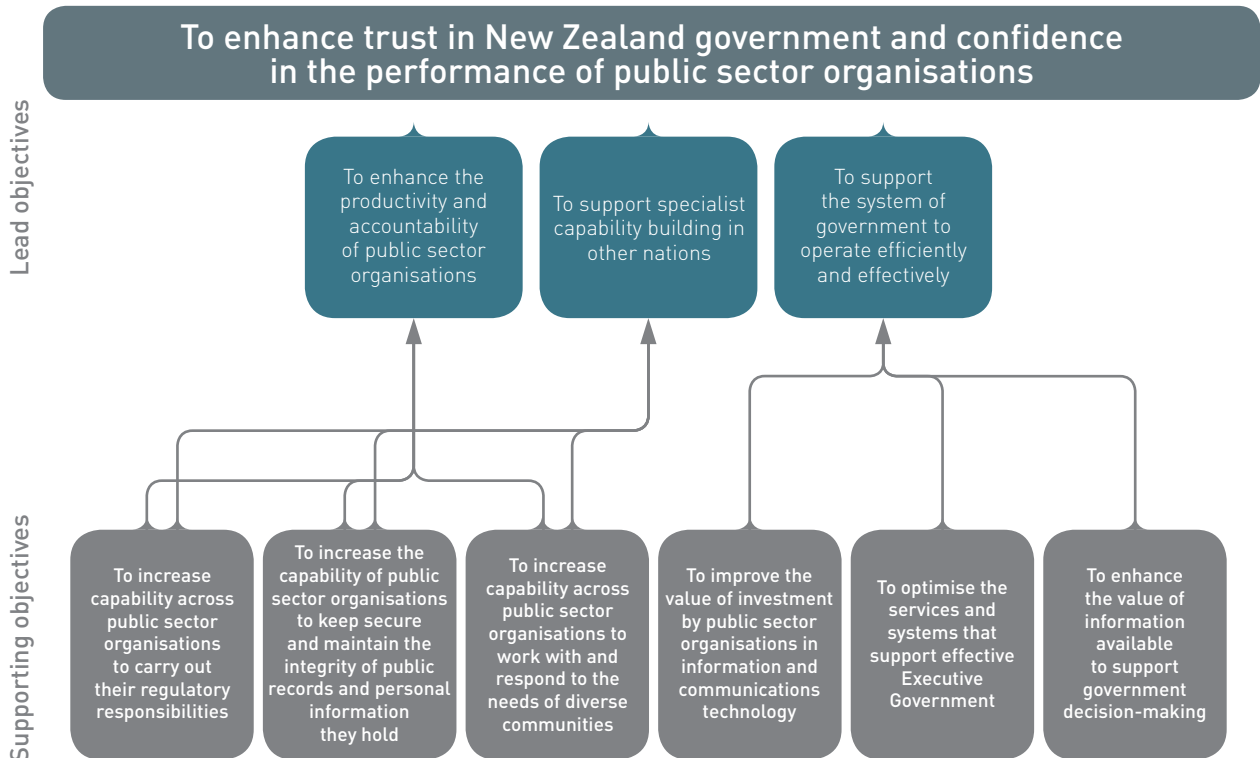 To enhance trust in New Zealand government and confidence
in the performance of public sector organisations
Lead objectives
To enhance the
productivity and
accountability
of public sector
organisations
To support specialist
capability building in
other nations
To support
the system of
government to
operate efficiently
and effectively
Supporting objectives
To increase
capability across
public sector
organisations
to carry out
their regulatory
responsibilities
To increase the
capability of public
sector organisations
to keep secure
and maintain the
integrity of public
records and personal
information
they hold
To increase
capability across
public sector
organisations to
work with and
respond to the
needs of diverse
communities
To improve the
value of investment
by public sector
organisations in
information and
communications
technology
To optimise the
services and
systems that
support effective
Executive
Government
To enhance
the value of
information
available
to support
government
decision-making